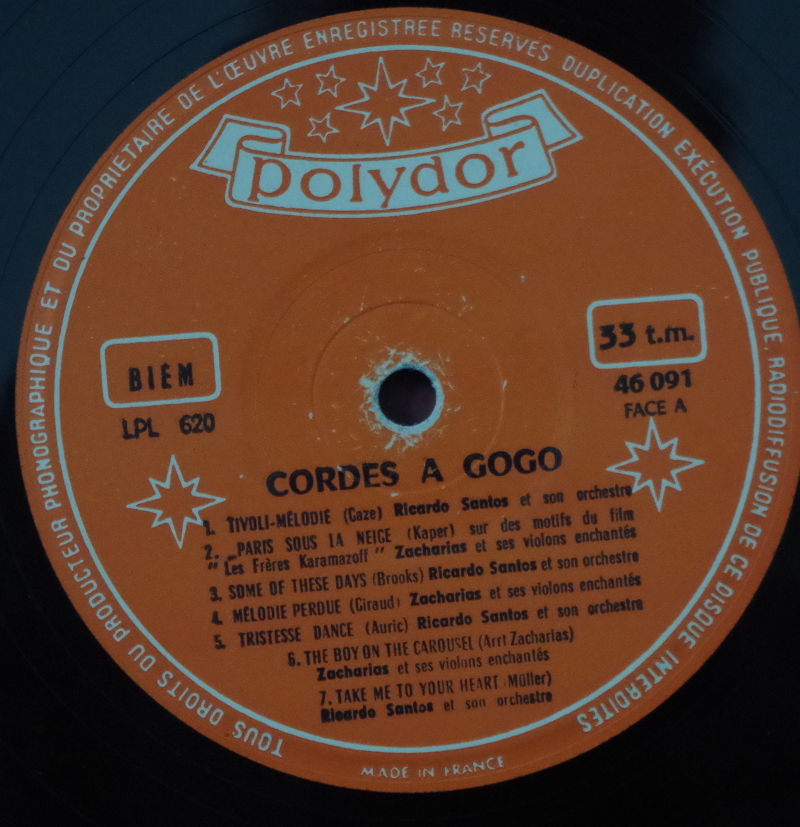 TOUS DROITS DU PRODUCTEUR PHONOGRAPHIQUE ET DU PROPRIETAIRE DE L'ŒUVRE ENREGISTREE RESERVES DUPLICATION EXÉCUTION PUBLIQUE, RADIODIFFUSION DE CE DISQUE INTERDITES
polydor
BIEM
LPL 620
33 t.m.
46 091
FACE A
CORDES A GOGO
1. TIVOLI-MÉLODIE (Gaze) Ricardo Santos et son orchestre
2. PARIS SOUS LA NEIGE (Kaper) sur des motifs du film
" Les Frères Karamazoff " Zacharias et ses violons enchantés
3. SOME OF THESE DAYS (Brooks) Ricardo Santos et son orchestre
4. MÉLODIE PERDUE (Giraud) Zacharias et ses violons enchantés
5. TRISTESSE DANCE (Auric) Ricardo Santos et son orchestre
6. THE BOY ON THE CAROUSEL (Arrt Zacharias)
Zacharias et ses violons enchantés
7. TAKE ME TO YOUR HEART (Müller)
Ricardo Santos et son orchestre
MADE IN FRANCE